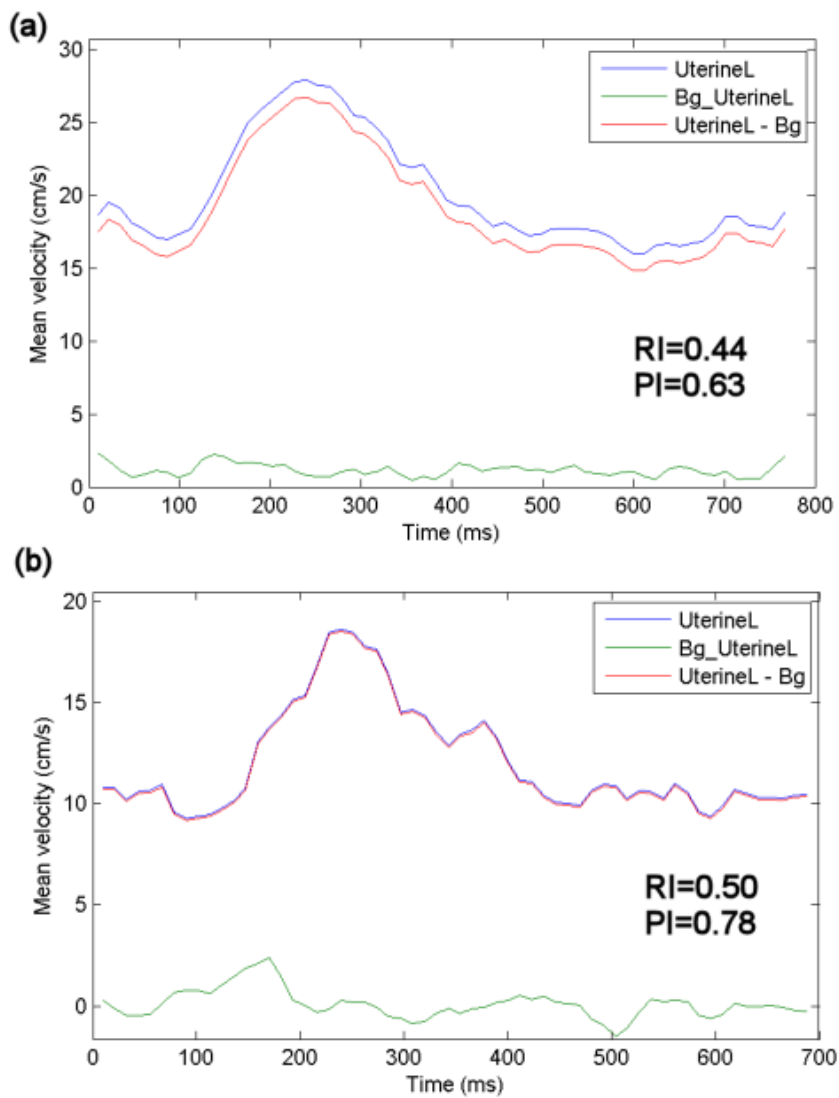 (a)
30
25
20
15
10
5
0
Mean velocity (cm/s)
UterineL
Bg_UterineL
UterineL - Bg
RI=0.44
PI=0.63
0 100 200 300 400 500 600 700 800
Time (ms)
(b)
20
15
10
5
0
Mean velocity (cm/s)
UterineL
Bg_UterineL
UterineL - Bg
RI=0.50
PI=0.78
0 100 200 300 400 500 600 700
Time (ms)